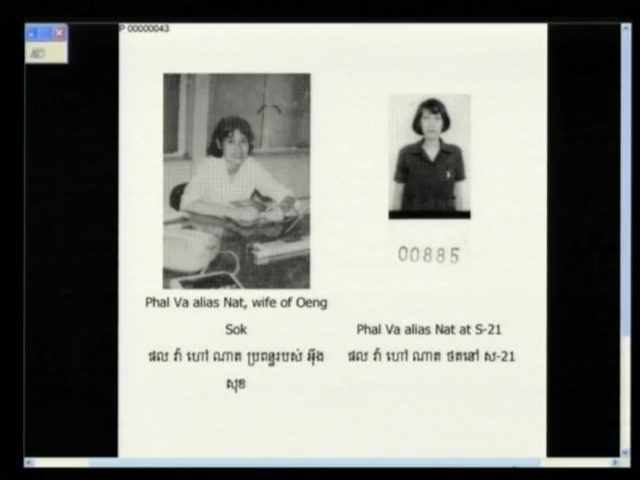 P 00000043
00885
Phal Va alias Nat, wife of Oeng
Sok
ផល វ៉ា ហៅ ណាត ប្រពន្ធរបស់ អ៊ឹង
សុខ
Phal Va alias Nat at S-21
ផល វ៉ា ហៅ ណាត ថតនៅ ស-21